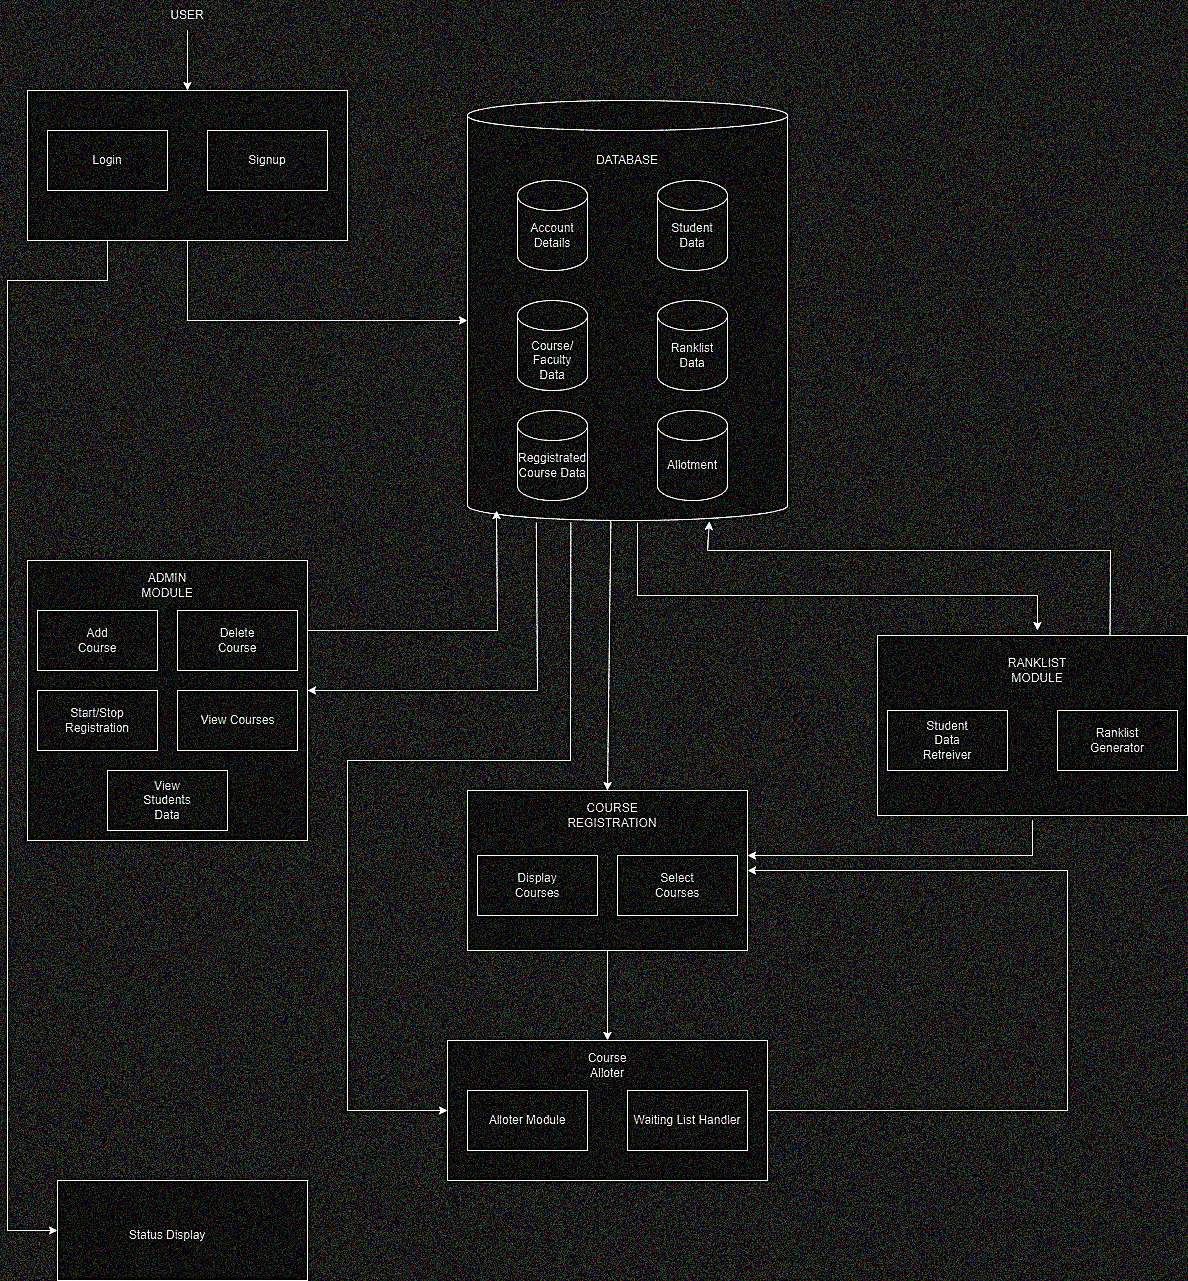 USER
Login
Signup
DATABASE
Account
Details
Student
Data
Course/
Faculty
Data
Ranklist
Data
Reggistrated
Course Data
Allotment
ADMIN
MODULE
Add
Course
Delete
Course
Start/Stop
Registration
View Courses
View
Students
Data
RANKLIST
MODULE
Student
Data
Retreiver
Ranklist
Generator
COURSE
REGISTRATION
Display
Courses
Select
Courses
Course
Alloter
Alloter Module
Waiting List Handler
Status Display